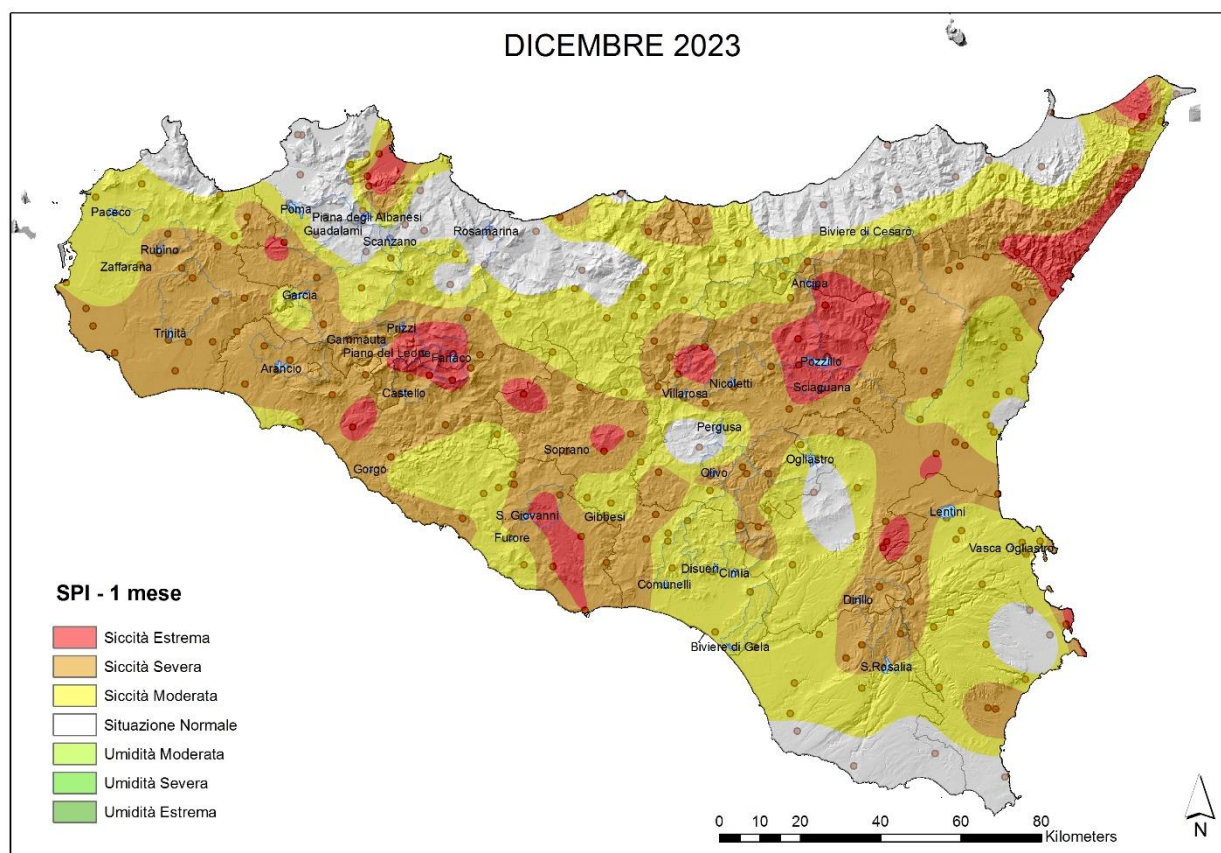 DICEMBRE 2023
Biviere di Cesarò
Paceco
Poma
Piana degli Albanesi
Guadalami
Scanzano
Rosamarina
Rubino
Zaffarana
Ancipa
Garcia
Trinità
Prizzi
Gammauta
Piano del Leone
Fanaco
Arancio
Castello
Pozzillo
Sciaguana
Nicoletti
Villarosa
Pergusa
Soprano
Gorgo
Olivo
Ogliastro
S. Giovanni
Gibbesi
Furore
Lentini
Vasca Ogliastro
Disueri
Cimia
Comunelli
Dirillo
Biviere di Gela
S.Rosalia
SPI - 1 mese
Siccità Estrema
Siccità Severa
Siccità Moderata
Situazione Normale
Umidità Moderata
Umidità Severa
Umidità Estrema
0 10 20 40 60 80
Kilometers
N